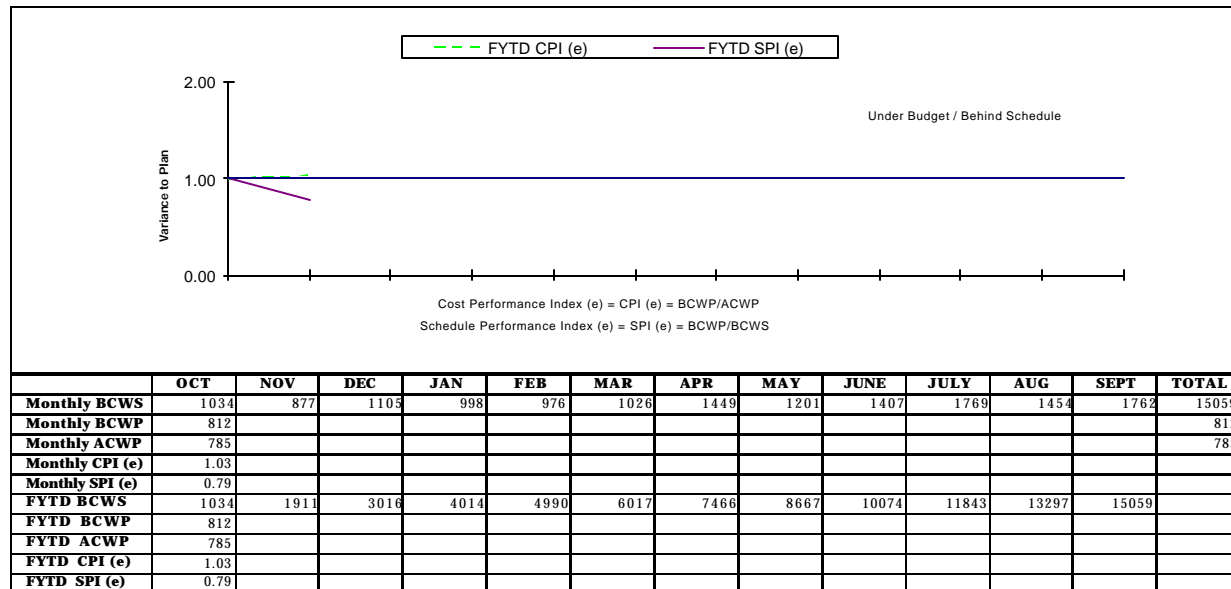 FYTD CPI (e) FYTD SPI (e)
2.00
Under Budget / Behind Schedule
Variance to Plan
1.00
0.00
Cost Performance Index (e) = CPI (e) = BCWP/ACWP
Schedule Performance Index (e) = SPI (e) = BCWP/BCWS
OCT NOV DEC JAN FEB MAR APR MAY JUNE JULY AUG SEPT TOTAL
Monthly BCWS 1034 877 1105 998 976 1026 1449 1201 1407 1769 1454 1762 15059
Monthly BCWP 812 81
Monthly ACWP 785 78
Monthly CPI (e) 1.03
Monthly SPI (e) 0.79
FYTD BCWS 1034 1911 3016 4014 4990 6017 7466 8667 10074 11843 13297 15059
FYTD BCWP 812
FYTD ACWP 785
FYTD CPI (e) 1.03
FYTD SPI (e) 0.79